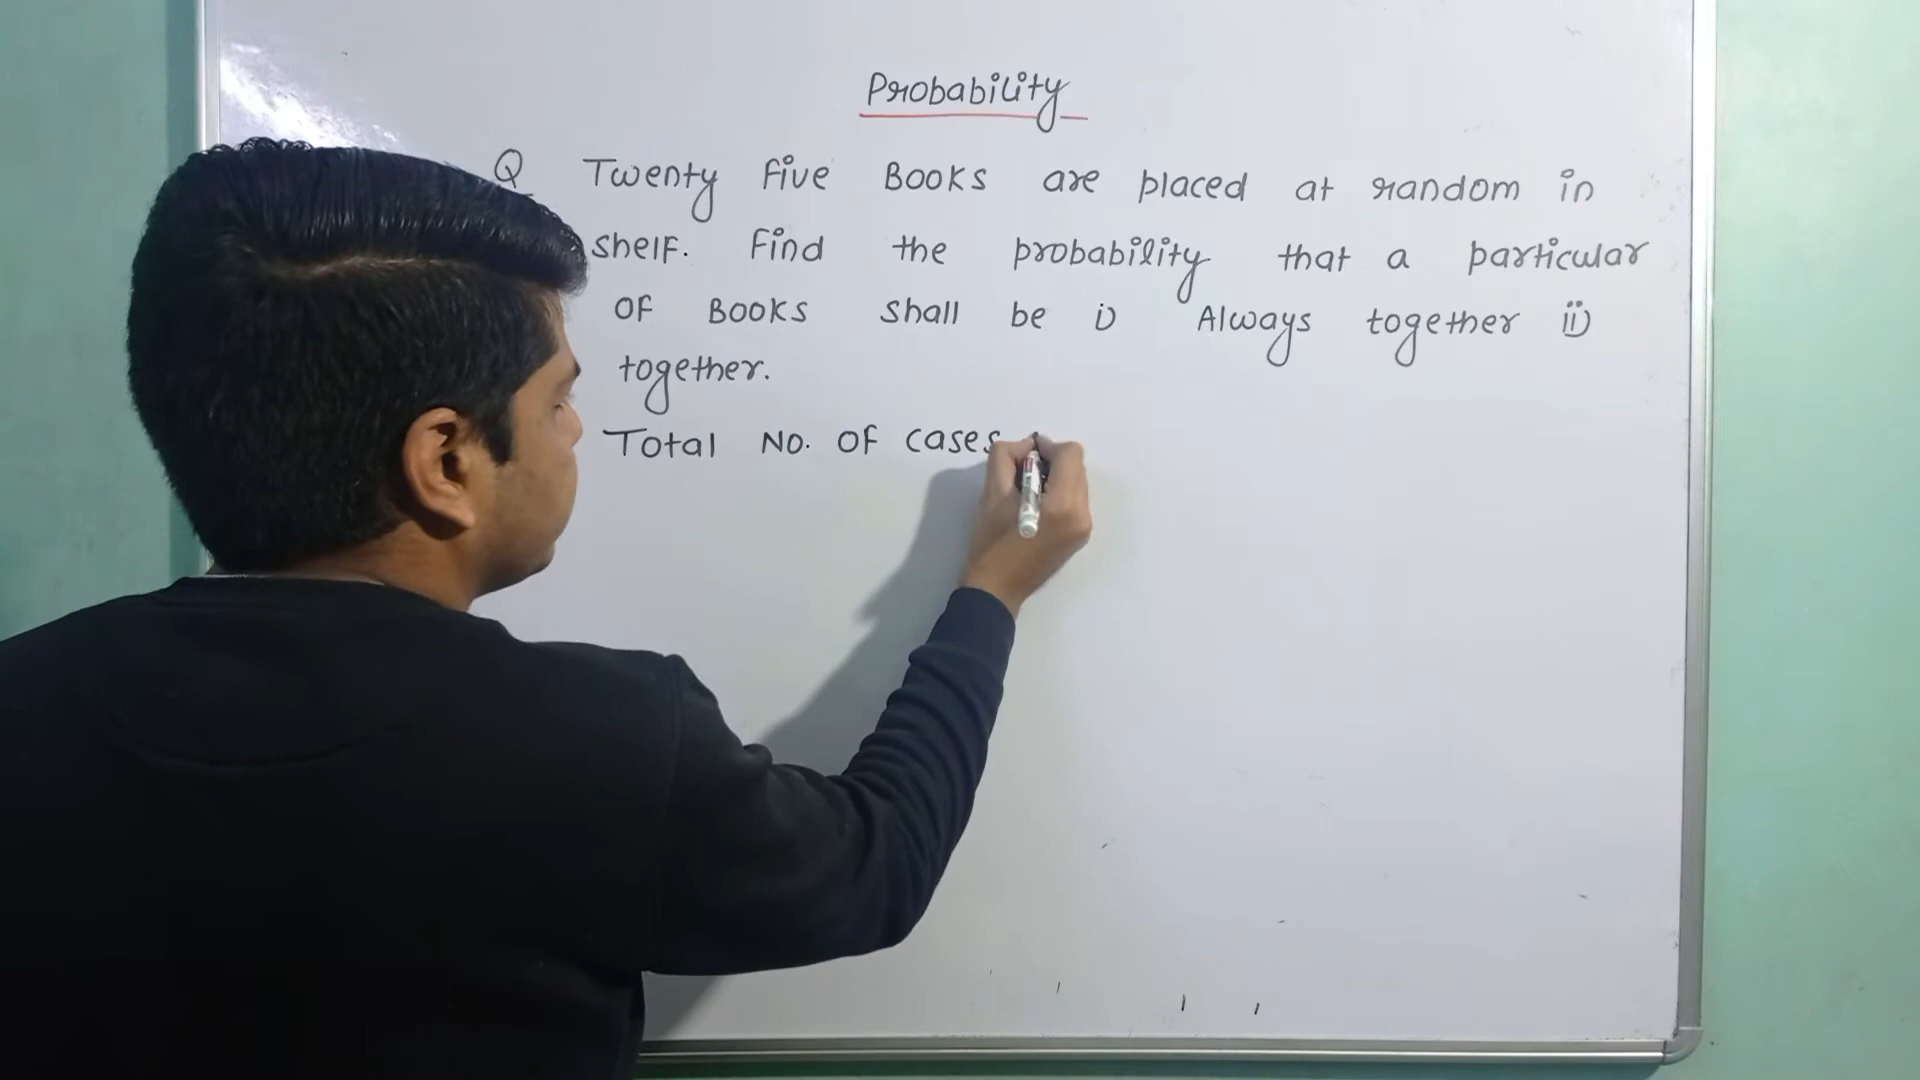 Probability
Q Twenty Five Books are placed at random in
shelf. Find the probability that a particular
of Books shall be i) Always together ii)
together.
Total No. of cases